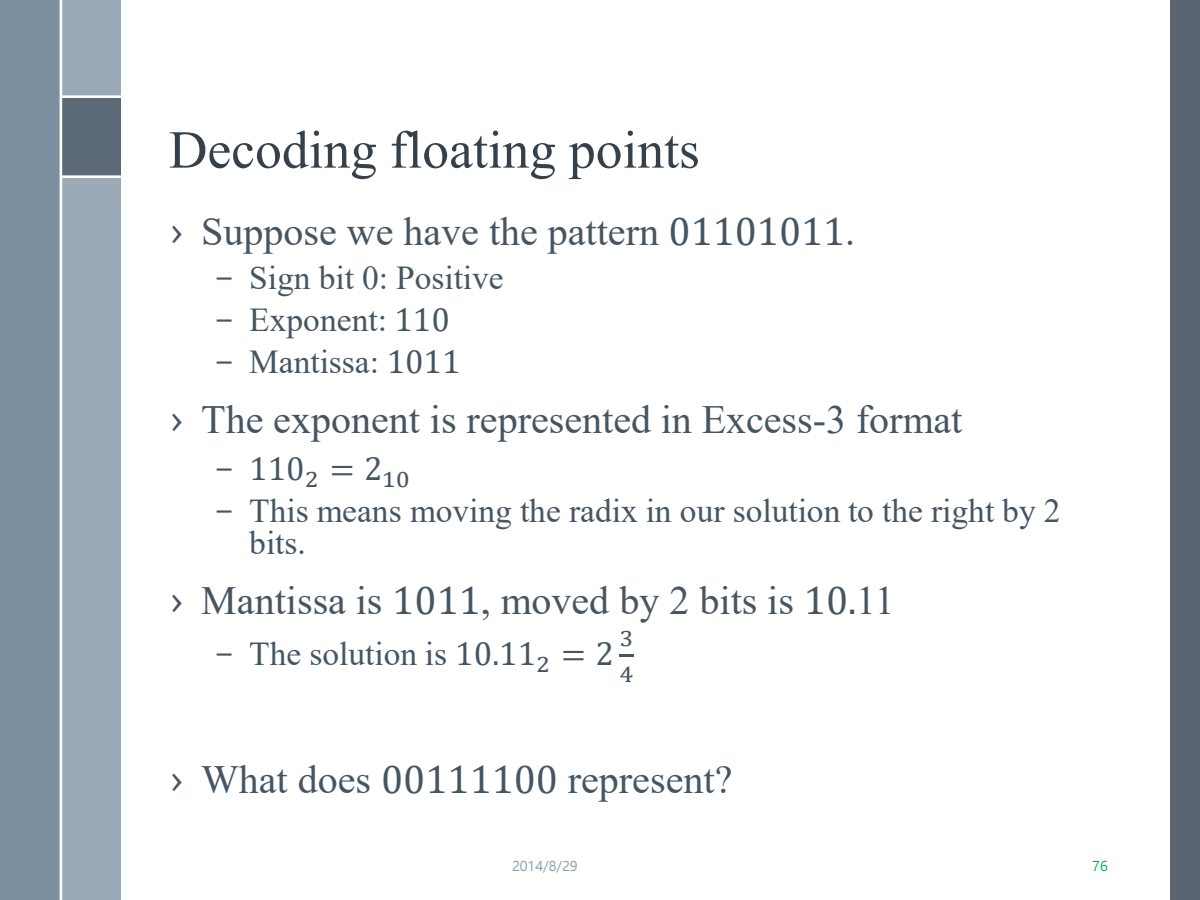 Decoding floating points
› Suppose we have the pattern 01101011.
– Sign bit 0: Positive
– Exponent: 110
– Mantissa: 1011
› The exponent is represented in Excess-3 format
– 110₂ = 2₁₀
– This means moving the radix in our solution to the right by 2
bits.
› Mantissa is 1011, moved by 2 bits is 10.11
– The solution is 10.11₂ = 2 3/4
› What does 00111100 represent?
2014/8/29
76